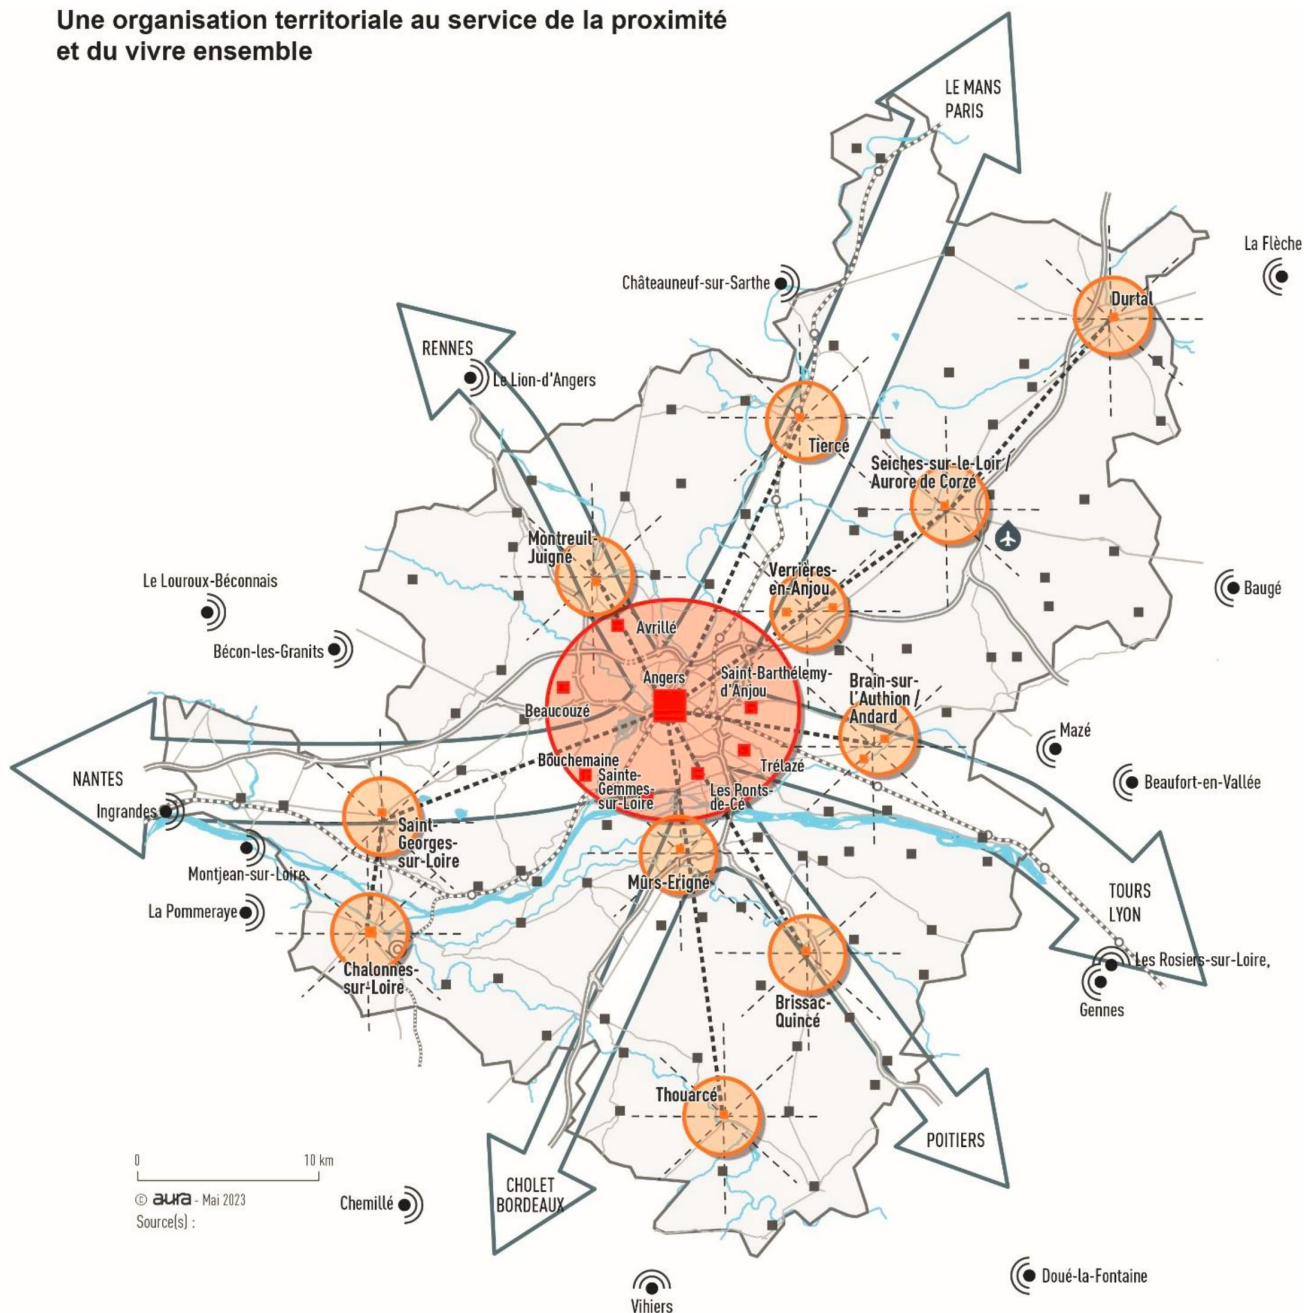 Une organisation territoriale au service de la proximité
et du vivre ensemble
LE MANS
PARIS
La Flèche
Châteauneuf-sur-Sarthe
Durtal
RENNES
Le Lion-d'Angers
Tiercé
Seiches-sur-le-Loir /
Aurore de Corzé
Montreuil-
Juigné
Verrières-
en-Anjou
Le Louroux-Béconnais
Baugé
Bécon-les-Granits
Avrillé
Angers
Saint-Barthélemy-
d'Anjou
Brain-sur-
l'Authion /
Andard
Beaucouzé
Mazé
Bouchemaine
Trélazé
NANTES
Sainte-
Gemmes-
sur-Loire
Les Ponts-
de-Cé
Beaufort-en-Vallée
Ingrandes
Saint-
Georges-
sur-Loire
Montjean-sur-Loire
Mûrs-Erigné
TOURS
LYON
La Pommeraye
Les Rosiers-sur-Loire,
Chalonnes-
sur-Loire
Brissac-
Quincé
Gennes
Thouarcé
POITIERS
0 10 km
© aura - Mai 2023
Source(s) :
CHOLET
BORDEAUX
Chemillé
Doué-la-Fontaine
Vihiers